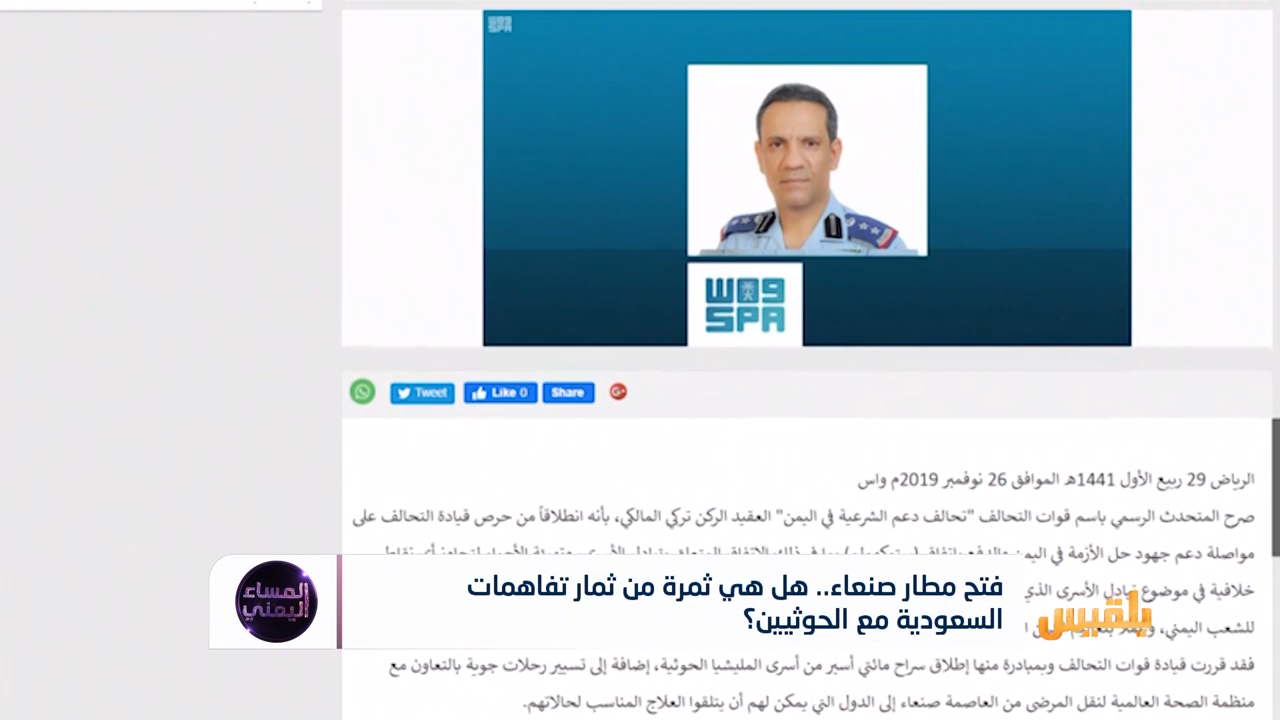 واس
SPA
واس
SPA
Tweet
Like 0
Share
G+
الرياض 29 ربيع الأول 1441هـ الموافق 26 نوفمبر 2019م واس
صرح المتحدث الرسمي باسم قوات التحالف "تحالف دعم الشرعية في اليمن" العقيد الركن تركي المالكي، بأنه انطلاقاً من حرص قيادة التحالف على
مواصلة دعم جهود حل الأزمة في
خلافية في موضوع تبادل الأسرى الذي
للشعب اليمني،
فقد قررت قيادة قوات التحالف وبمبادرة منها إطلاق سراح مائتي أسير من أسرى المليشيا الحوثية، إضافة إلى تسيير رحلات جوية بالتعاون مع
منظمة الصحة العالمية لنقل المرضى من العاصمة صنعاء إلى الدول التي يمكن لهم أن يتلقوا العلاج المناسب لحالاتهم.
فتح مطار صنعاء.. هل هي ثمرة من ثمار تفاهمات
السعودية مع الحوثيين؟
بلقيس
المساء
اليمني